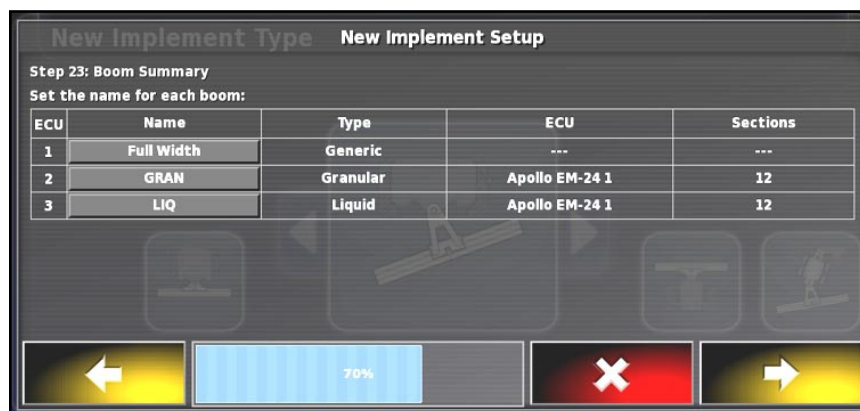 New Implement Type
New Implement Setup
Step 23: Boom Summary
Set the name for each boom:
ECU Name Type ECU Sections
1 Full Width Generic --- ---
2 GRAN Granular Apollo EM-24 1 12
3 LIQ Liquid Apollo EM-24 1 12
70%